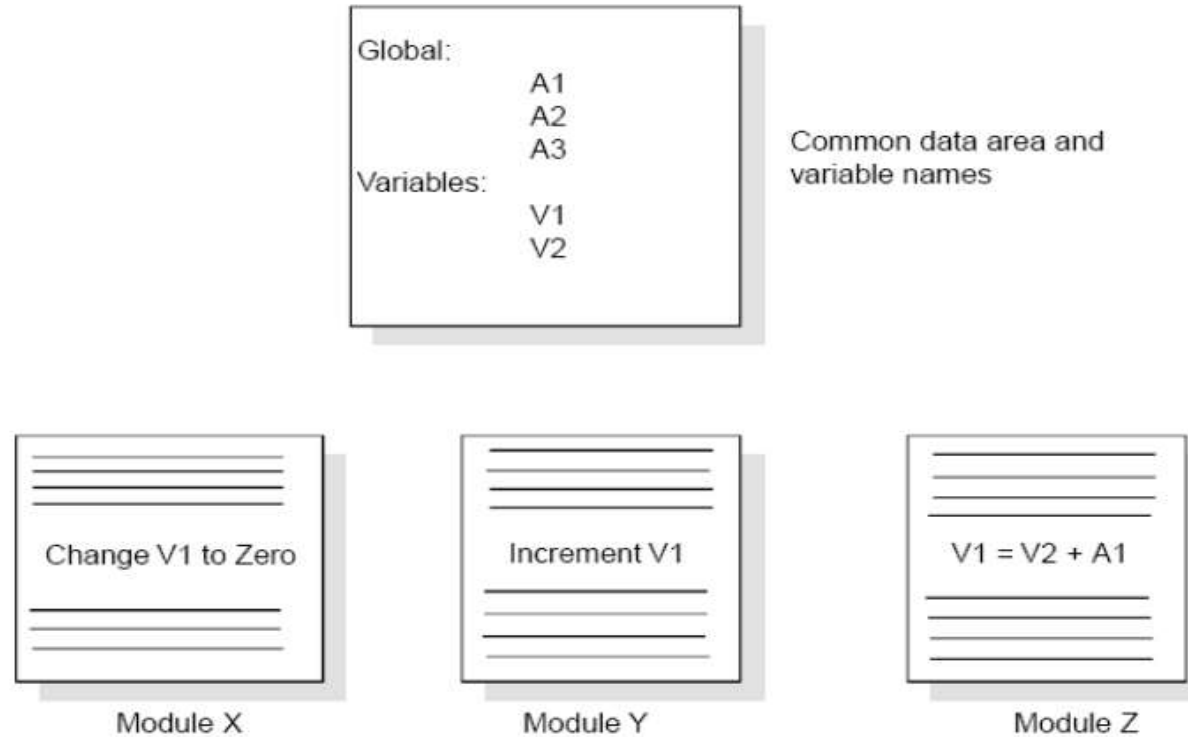 Global:
A1
A2
A3
Variables:
V1
V2
Common data area and
variable names
Change V1 to Zero
Increment V1
V1 = V2 + A1
Module X
Module Y
Module Z